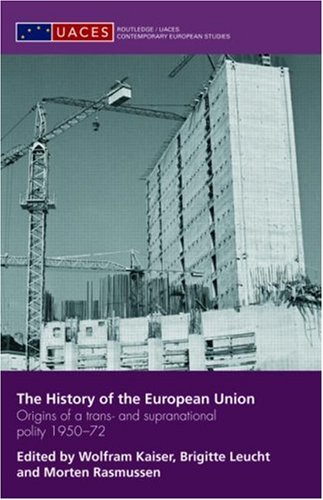 UACES
ROUTLEDGE / UACES
CONTEMPORARY EUROPEAN STUDIES
The History of the European Union
Origins of a trans- and supranational
polity 1950–72
Edited by Wolfram Kaiser, Brigitte Leucht
and Morten Rasmussen